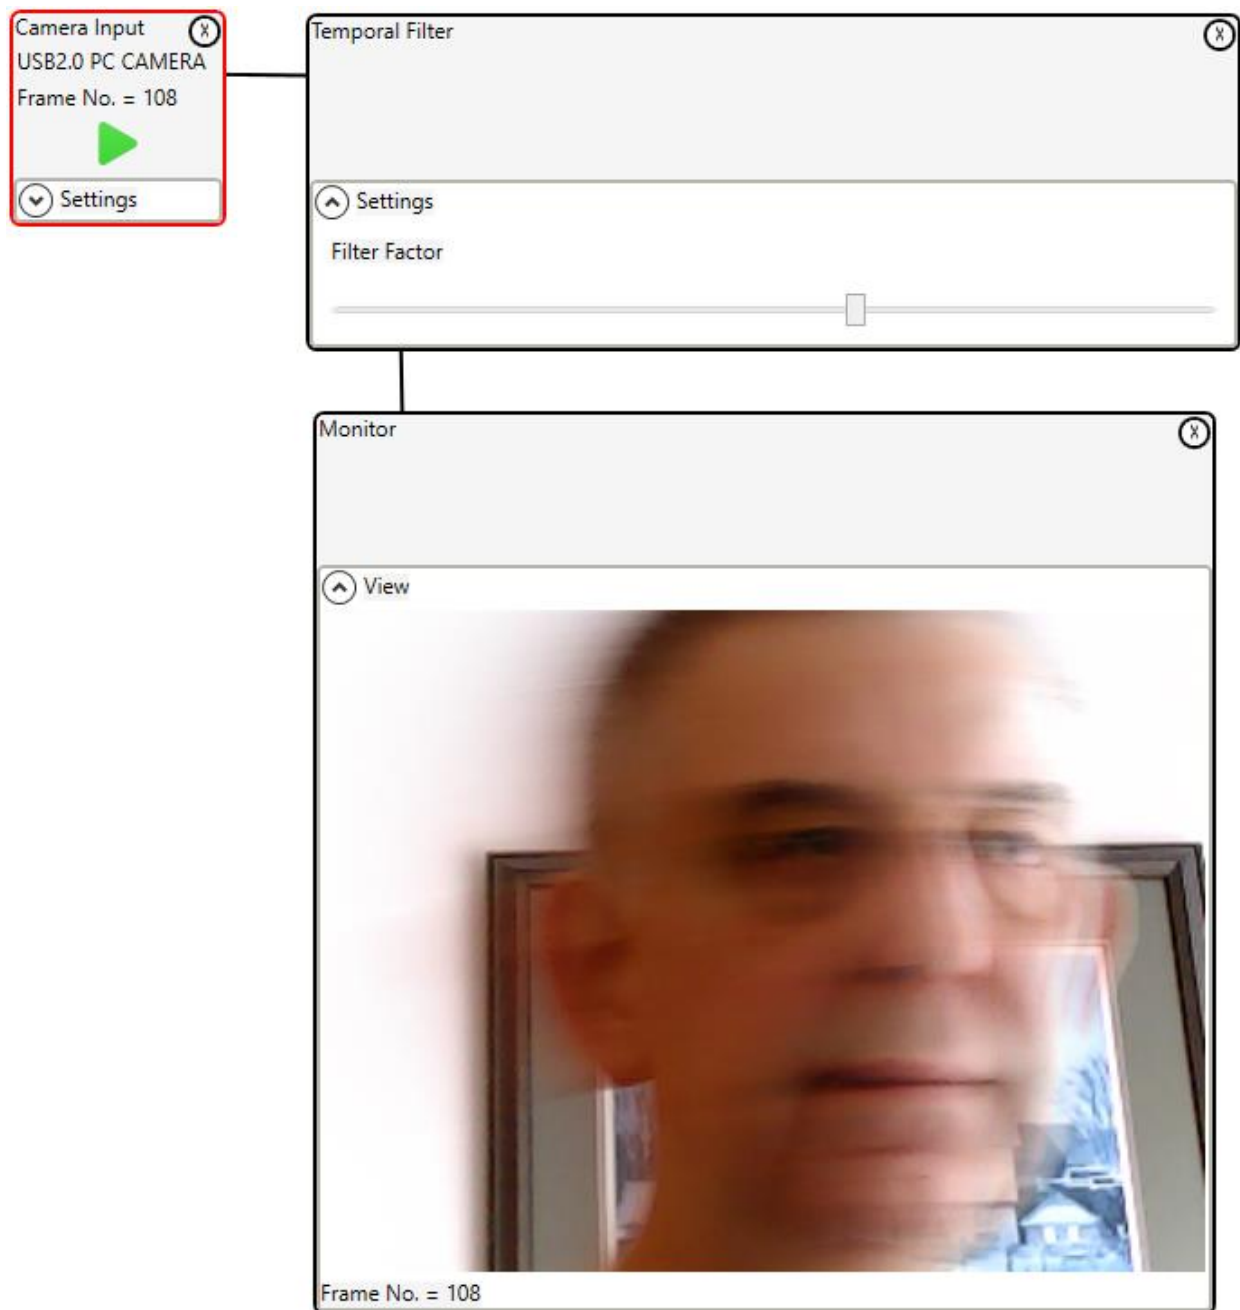 Camera Input
USB2.0 PC CAMERA
Frame No. = 108
Settings
Temporal Filter
Settings
Filter Factor
Monitor
View
Frame No. = 108